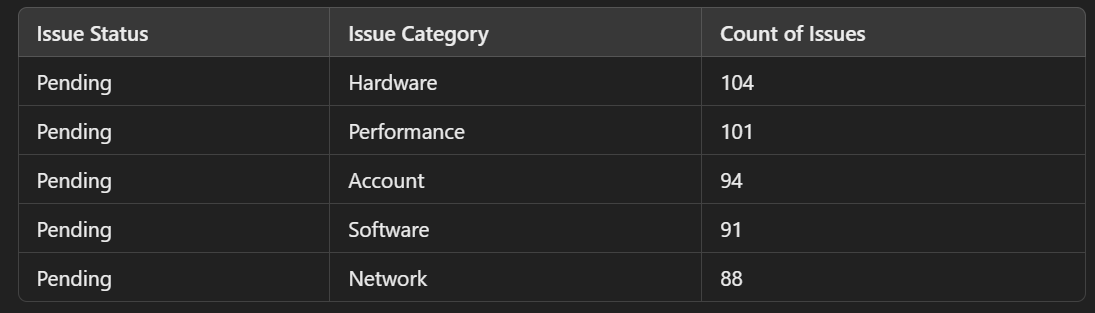 Issue Status Issue Category Count of Issues
Pending Hardware 104
Pending Performance 101
Pending Account 94
Pending Software 91
Pending Network 88